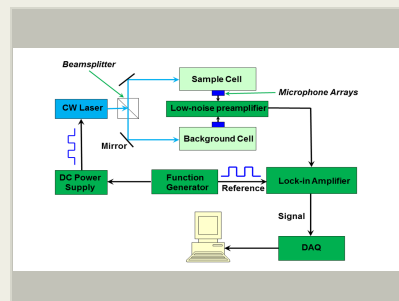 Beamsplitter
Sample Cell
Microphone Arrays
CW Laser
Low-noise preamplifier
Mirror
Background Cell
DC Power
Supply
Function
Generator
Reference
Lock-in Amplifier
Signal
DAQ